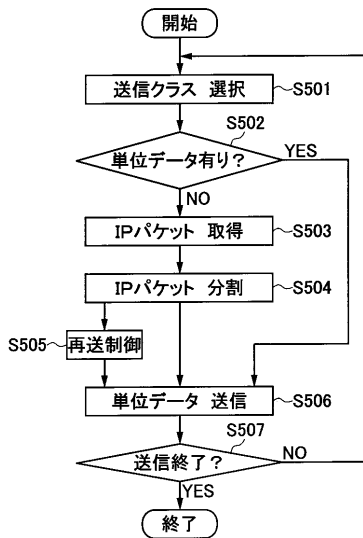 開始
送信クラス 選択
S501
S502
単位データ有り?
YES
NO
IPパケット 取得
S503
IPパケット 分割
S504
S505
再送制御
単位データ 送信
S506
S507
送信終了?
NO
YES
終了